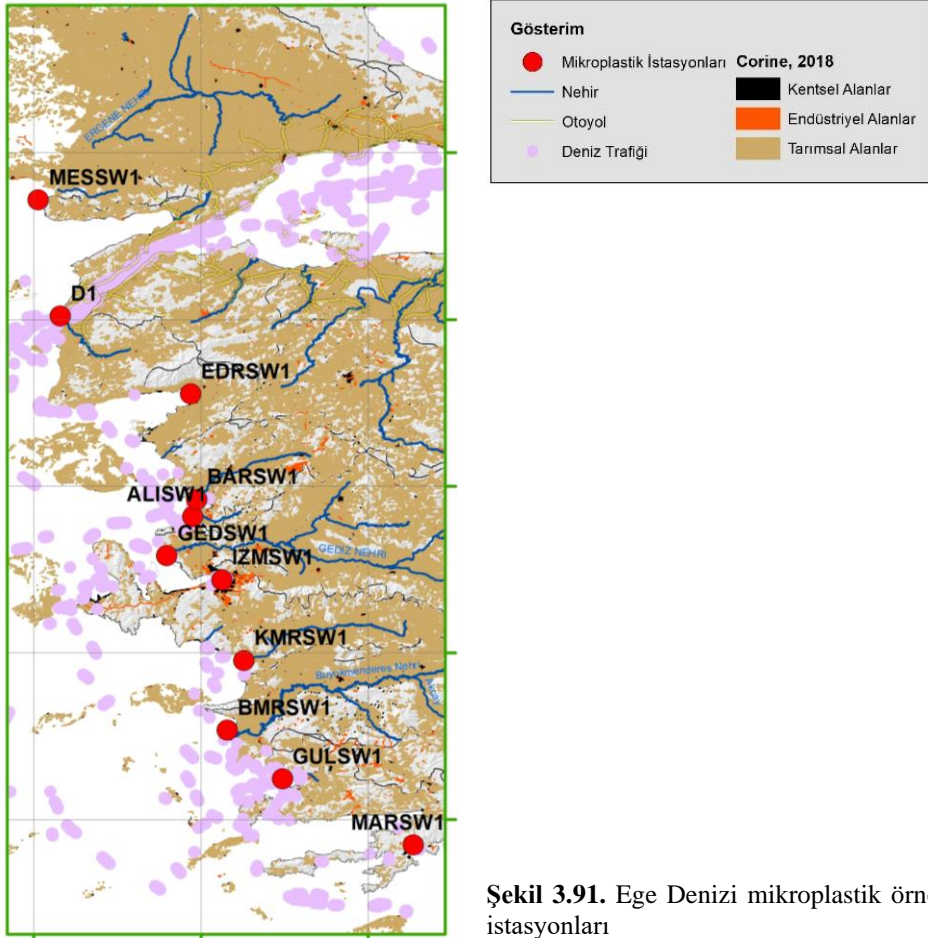 Gösterim
Mikroplastik İstasyonları
Nehir
Otoyol
Deniz Trafiği
Corine, 2018
Kentsel Alanlar
Endüstriyel Alanlar
Tarımsal Alanlar
ERGENE NEHRİ
MESSW1
D1
EDRSW1
BARSW1
ALISW1
GEDSW1
GEDİZ NEHRİ
IZMSW1
KMRSW1
Büyükmenderes Nehri
BMRSW1
GULSW1
MARSW1
Şekil 3.91. Ege Denizi mikroplastik
istasyonları